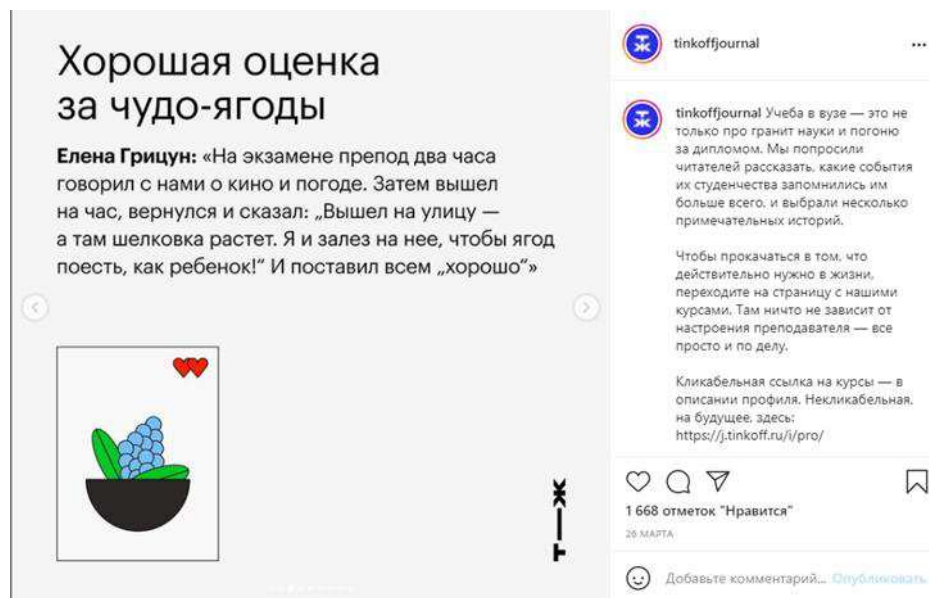 Хорошая оценка
за чудо-ягоды
Елена Грицун: «На экзамене препод два часа
говорил с нами о кино и погоде. Затем вышел
на час, вернулся и сказал: „Вышел на улицу —
а там шелковка растет. Я и залез на нее, чтобы ягод
поесть, как ребенок!“ И поставил всем „хорошо“»
Т—Ж
ТЖ
tinkoffjournal
ТЖ
tinkoffjournal Учеба в вузе — это не
только про гранит науки и погоню
за дипломом. Мы попросили
читателей рассказать, какие события
их студенчества запомнились им
больше всего, и выбрали несколько
примечательных историй.
Чтобы прокачаться в том, что
действительно нужно в жизни,
переходите на страницу с нашими
курсами. Там ничто не зависит от
настроения преподавателя — все
просто и по делу.
Кликабельная ссылка на курсы — в
описании профиля. Некликабельная,
на будущее, здесь:
https://j.tinkoff.ru/i/pro/
1 668 отметок "Нравится"
26 МАРТА
Добавьте комментарий... Опубликовать